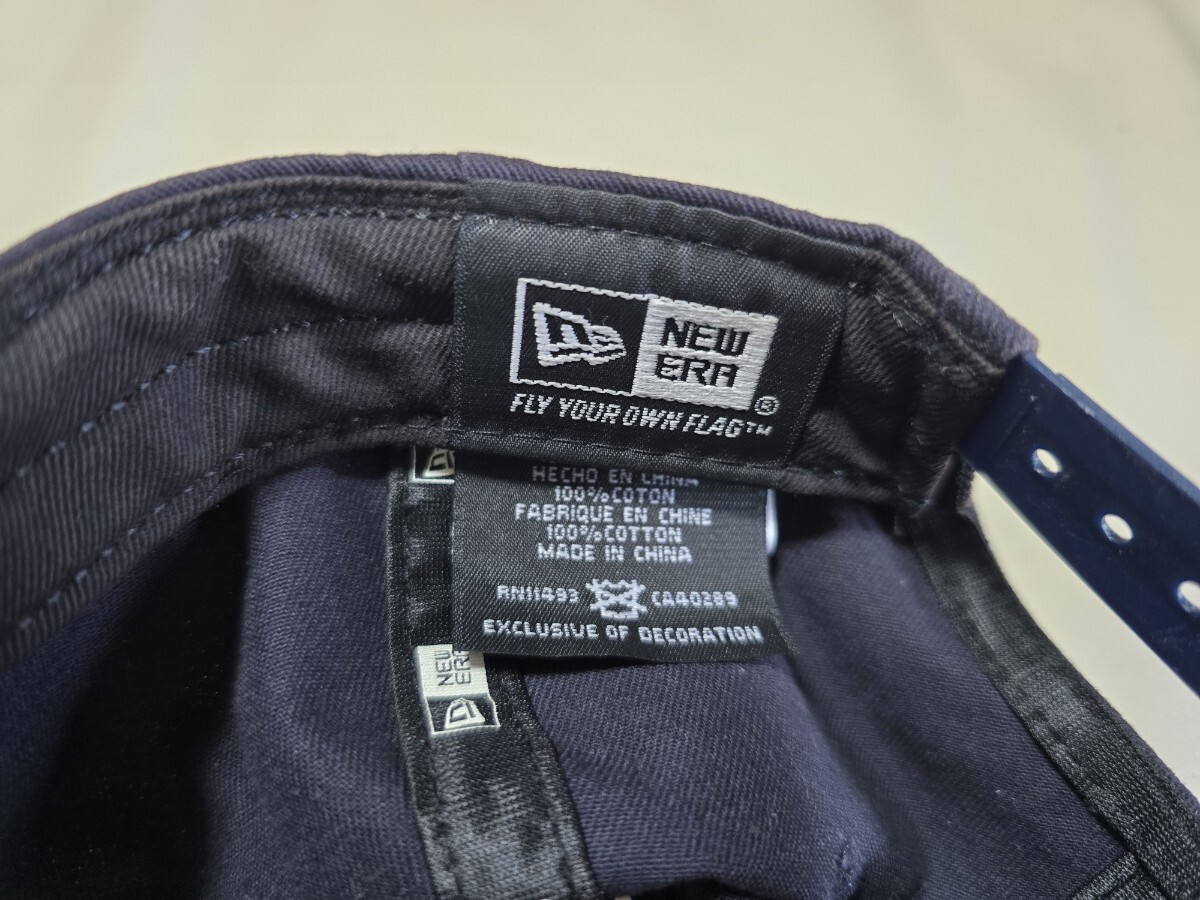 NEW
ERA®
FLY YOUR OWN FLAG™
HECHO EN CHINA
100% COTON
FABRIQUE EN CHINE
100% COTTON
MADE IN CHINA
RN11493 CA40289
EXCLUSIVE OF DECORATION
NEW
ERA